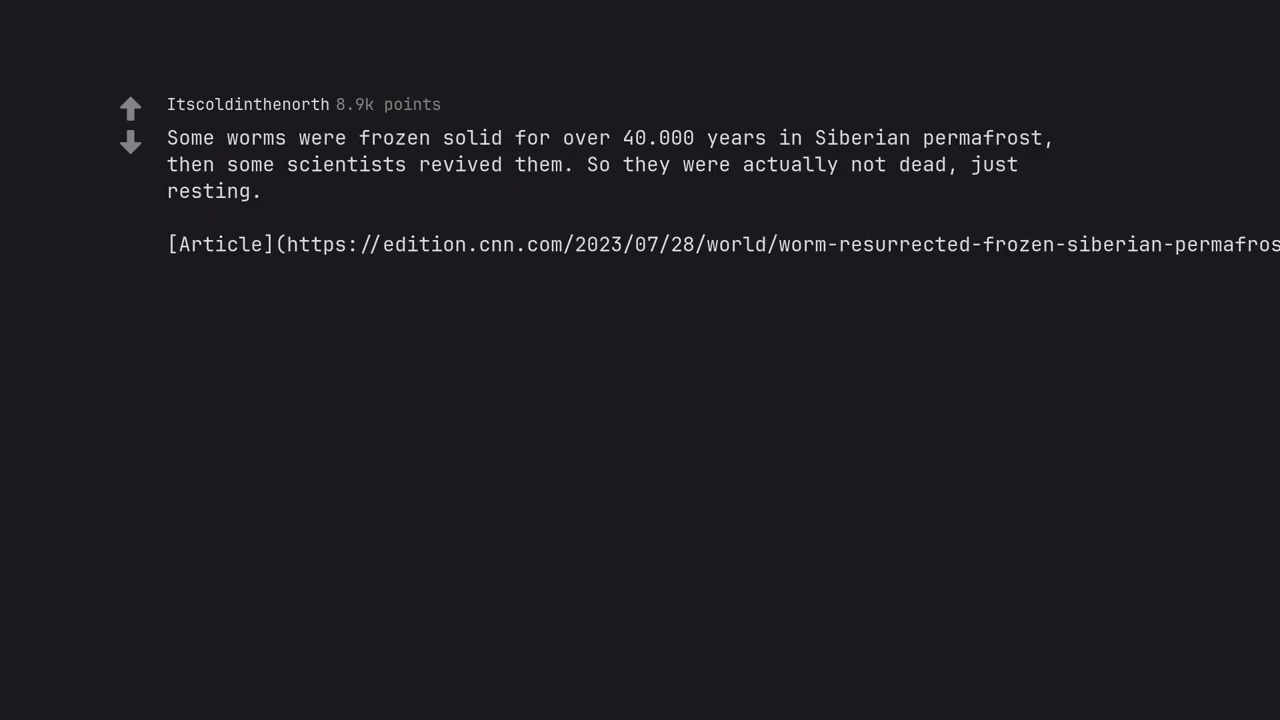 Itscoldinthenorth 8.9k points
Some worms were frozen solid for over 40.000 years in Siberian permafrost,
then some scientists revived them. So they were actually not dead, just
resting.
[Article](https://edition.cnn.com/2023/07/28/world/worm-resurrected-frozen-siberian-permafros